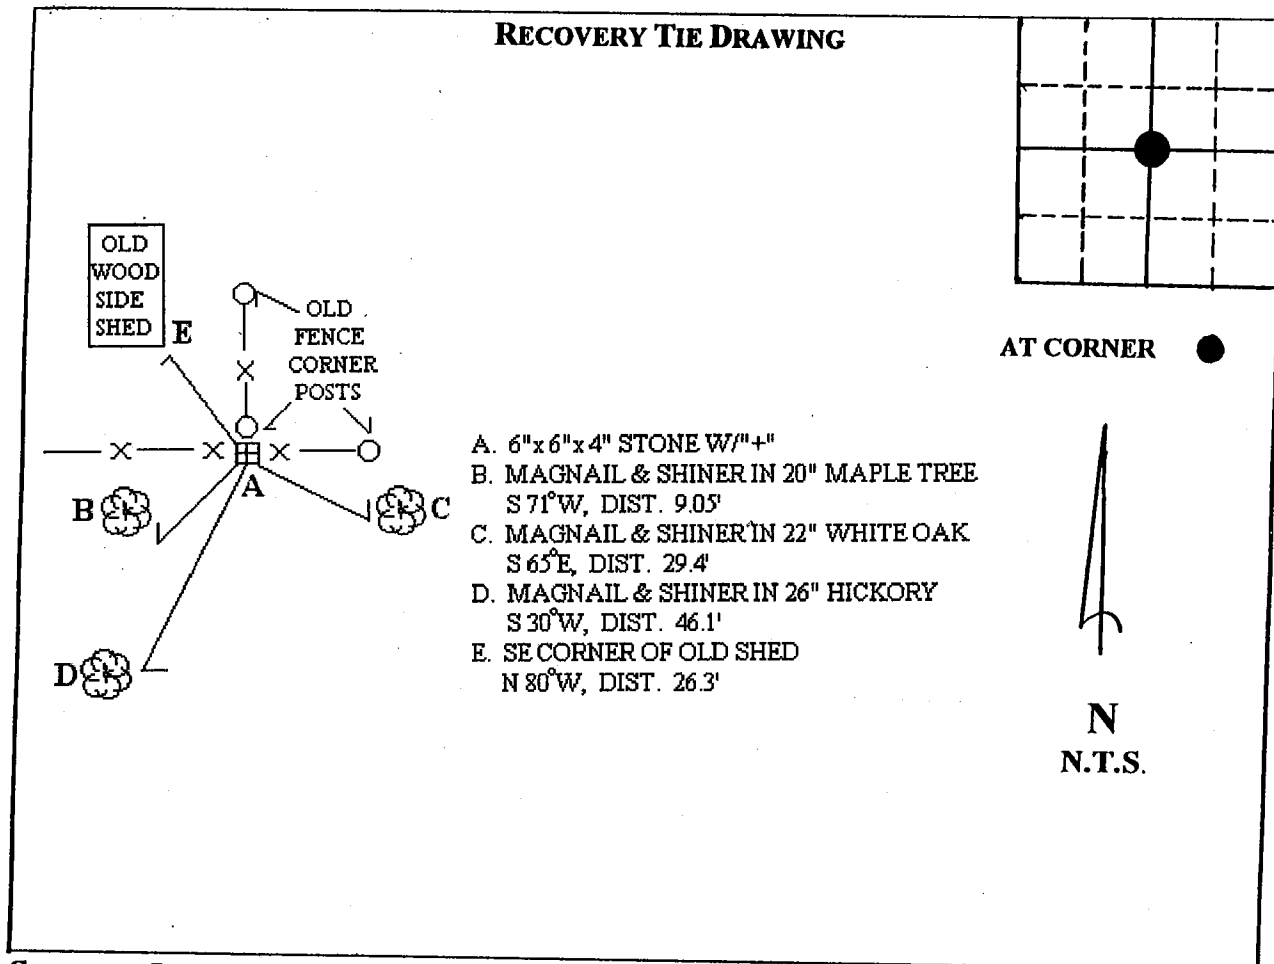 RECOVERY TIE DRAWING
OLD
WOOD
SIDE
SHED
E
OLD
FENCE
CORNER
POSTS
AT CORNER
A
B
C
D
A. 6"x6"x4" STONE W/"+"
B. MAGNAIL & SHINER IN 20" MAPLE TREE
S 71°W, DIST. 9.05'
C. MAGNAIL & SHINER IN 22" WHITE OAK
S 65°E, DIST. 29.4'
D. MAGNAIL & SHINER IN 26" HICKORY
S 30°W, DIST. 46.1'
E. SE CORNER OF OLD SHED
N 80°W, DIST. 26.3'
N
N.T.S.